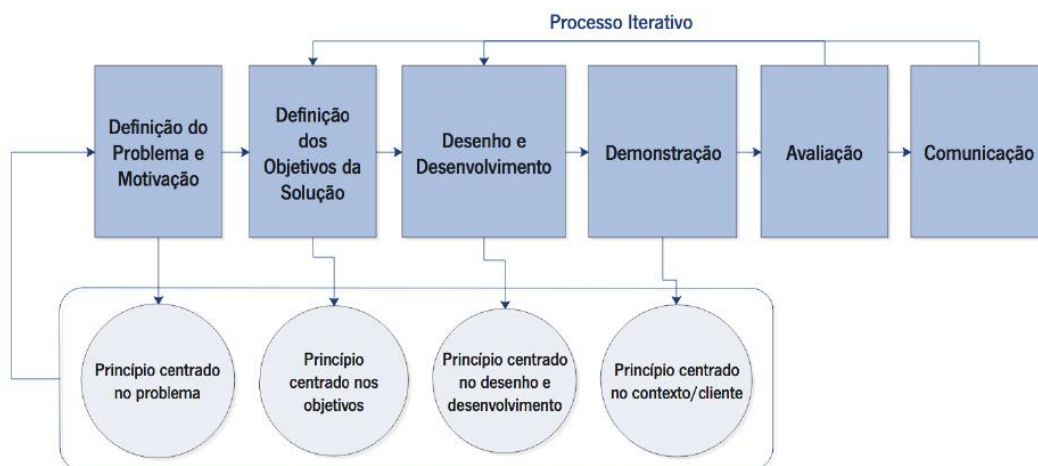 Processo Iterativo
Definição do
Problema e
Motivação
Definição
dos
Objetivos da
Solução
Desenho e
Desenvolvimento
Demonstração
Avaliação
Comunicação
Princípio centrado
no problema
Princípio
centrado nos
objetivos
Princípio centrado
no desenho e
desenvolvimento
Princípio centrado
no contexto/cliente